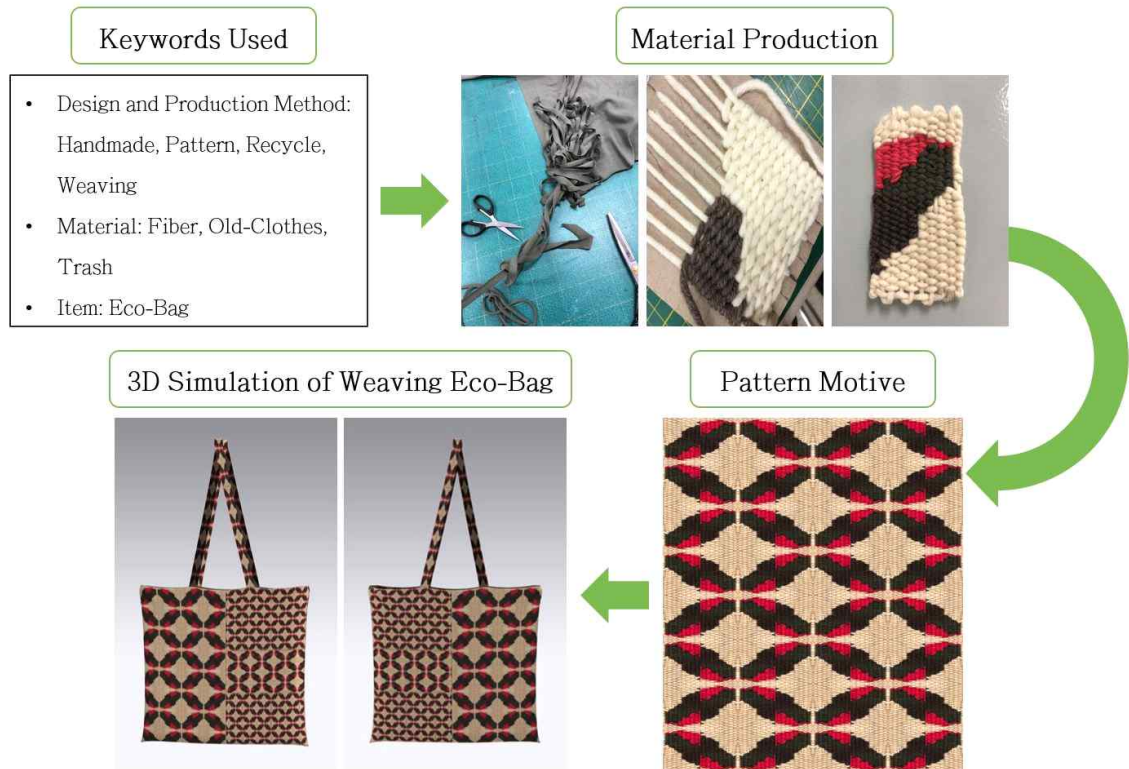 Keywords Used
• Design and Production Method:
Handmade, Pattern, Recycle,
Weaving
• Material: Fiber, Old-Clothes,
Trash
• Item: Eco-Bag
Material Production
3D Simulation of Weaving Eco-Bag
Pattern Motive